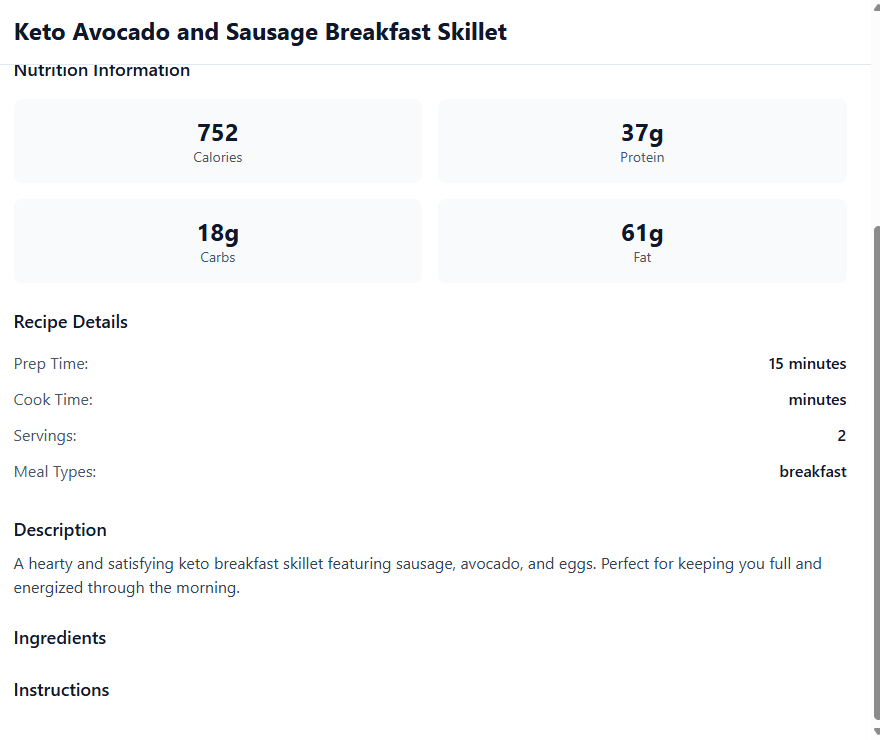 Keto Avocado and Sausage Breakfast Skillet
Nutrition Information
752
Calories
37g
Protein
18g
Carbs
61g
Fat
Recipe Details
Prep Time: 15 minutes
Cook Time: minutes
Servings: 2
Meal Types: breakfast
Description
A hearty and satisfying keto breakfast skillet featuring sausage, avocado, and eggs. Perfect for keeping you full and
energized through the morning.
Ingredients
Instructions